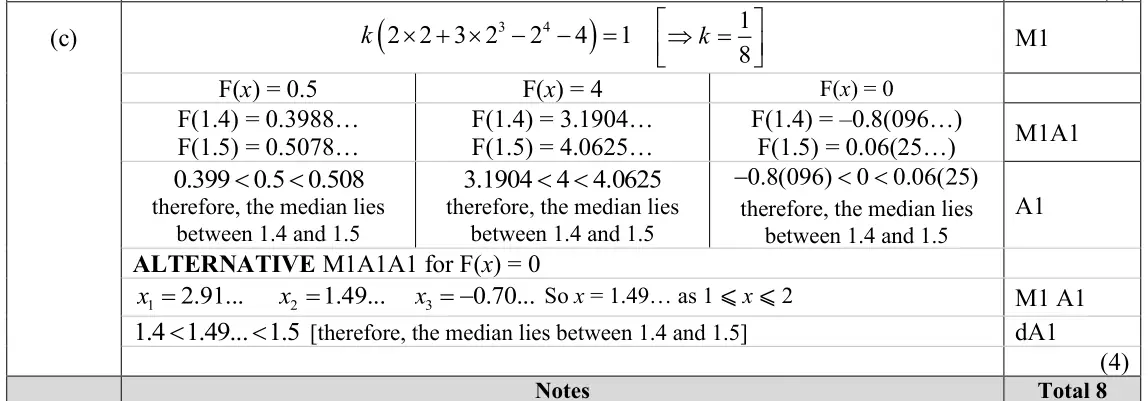 (c) k(2×2+3×2³−2⁴−4)=1 [⇒k=1/8] M1
F(x) = 0.5 F(x) = 4 F(x) = 0
F(1.4) = 0.3988… F(1.4) = 3.1904… F(1.4) = –0.8(096…)
F(1.5) = 0.5078… F(1.5) = 4.0625… F(1.5) = 0.06(25…)
M1A1
0.399<0.5<0.508 3.1904<4<4.0625 −0.8(096)<0<0.06(25)
therefore, the median lies therefore, the median lies therefore, the median lies
between 1.4 and 1.5 between 1.4 and 1.5 between 1.4 and 1.5
A1
ALTERNATIVE M1A1A1 for F(x) = 0
x₁ = 2.91... x₂ = 1.49... x₃ = −0.70... So x = 1.49… as 1 ⩽ x ⩽ 2 M1 A1
1.4<1.49...<1.5 [therefore, the median lies between 1.4 and 1.5] dA1
(4)
Notes Total 8